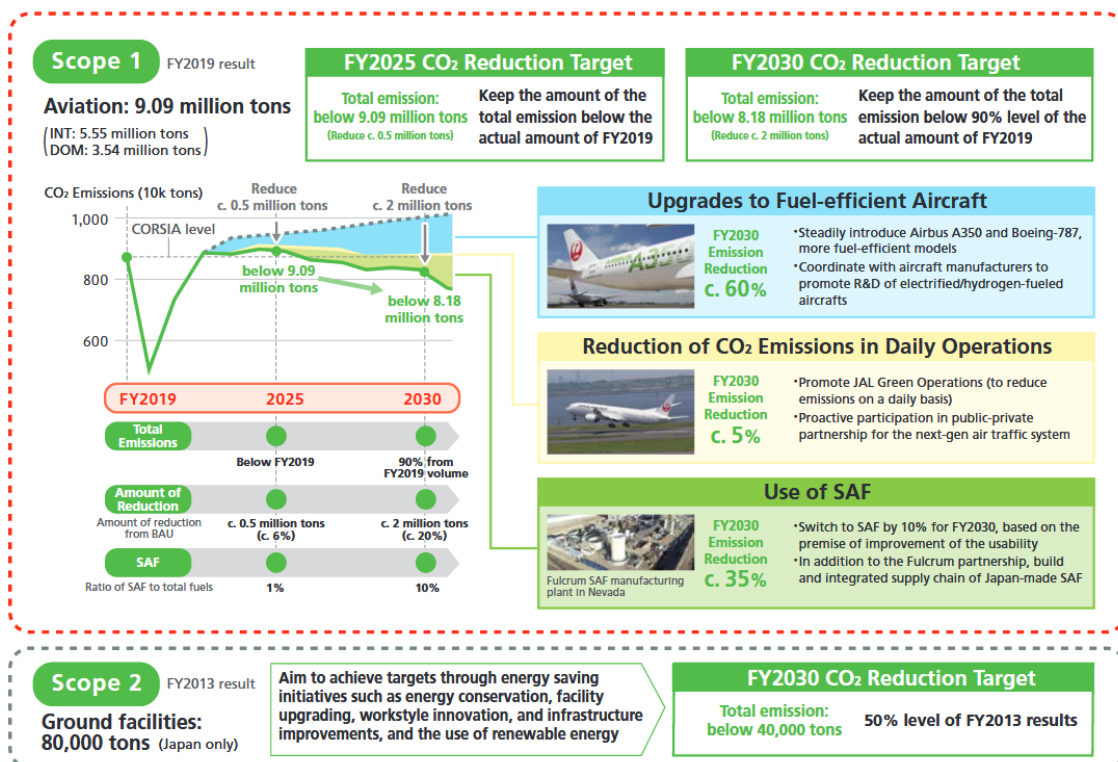 Scope 1
FY2019 result
Aviation: 9.09 million tons
(INT: 5.55 million tons
DOM: 3.54 million tons)
FY2025 CO₂ Reduction Target
Total emission:
below 9.09 million tons
(Reduce c. 0.5 million tons)
Keep the amount of the
total emission below the
actual amount of FY2019
FY2030 CO₂ Reduction Target
Total emission:
below 8.18 million tons
(Reduce c. 2 million tons)
Keep the amount of the total
emission below 90% level of the
actual amount of FY2019
CO₂ Emissions (10k tons)
Reduce
c. 0.5 million tons
Reduce
c. 2 million tons
1,000
CORSIA level
800
600
below 9.09
million tons
below 8.18
million tons
FY2019
2025
2030
Total
Emissions
Below FY2019
90% from
FY2019 volume
Amount of
Reduction
Amount of reduction
from BAU
c. 0.5 million tons
(c. 6%)
c. 2 million tons
(c. 20%)
SAF
Ratio of SAF to total fuels
1%
10%
Upgrades to Fuel-efficient Aircraft
A350
FY2030
Emission
Reduction
c. 60%
・Steadily introduce Airbus A350 and Boeing-787,
more fuel-efficient models
・Coordinate with aircraft manufacturers to
promote R&D of electrified/hydrogen-fueled
aircrafts
Reduction of CO₂ Emissions in Daily Operations
FY2030
Emission
Reduction
c. 5%
・Promote JAL Green Operations (to reduce
emissions on a daily basis)
・Proactive participation in public-private
partnership for the next-gen air traffic system
Use of SAF
Fulcrum SAF manufacturing
plant in Nevada
FY2030
Emission
Reduction
c. 35%
・Switch to SAF by 10% for FY2030, based on the
premise of improvement of the usability
・In addition to the Fulcrum partnership, build
and integrated supply chain of Japan-made SAF
Scope 2
FY2013 result
Ground facilities:
80,000 tons (Japan only)
Aim to achieve targets through energy saving
initiatives such as energy conservation, facility
upgrading, workstyle innovation, and infrastructure
improvements, and the use of renewable energy
FY2030 CO₂ Reduction Target
Total emission:
below 40,000 tons
50% level of FY2013 results